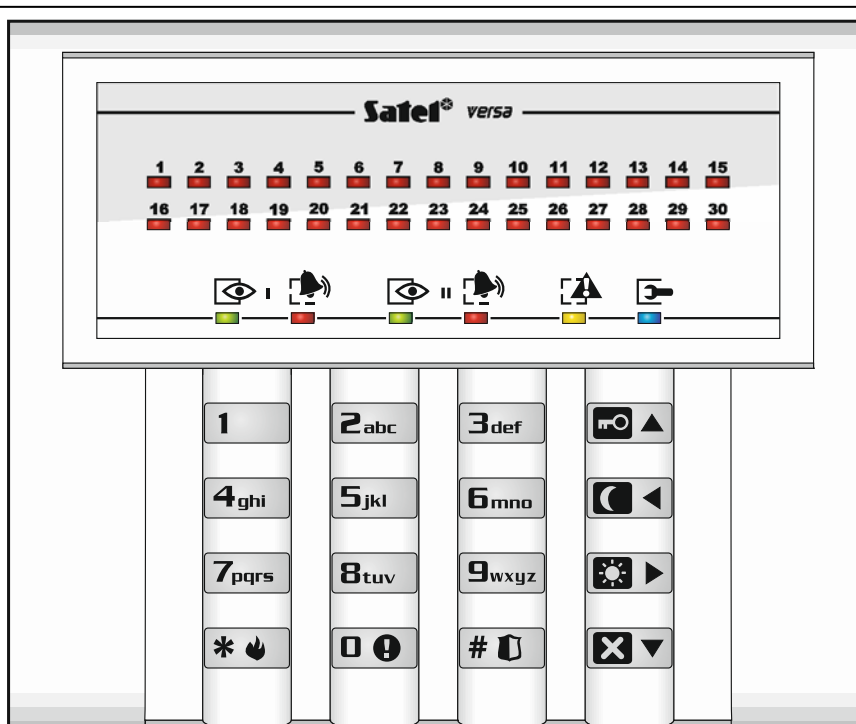 Satel® versa
1 2 3 4 5 6 7 8 9 10 11 12 13 14 15
16 17 18 19 20 21 22 23 24 25 26 27 28 29 30
I II
1 2abc 3def
4ghi 5jkl 6mno
7pqrs 8tuv 9wxyz
* 0 #